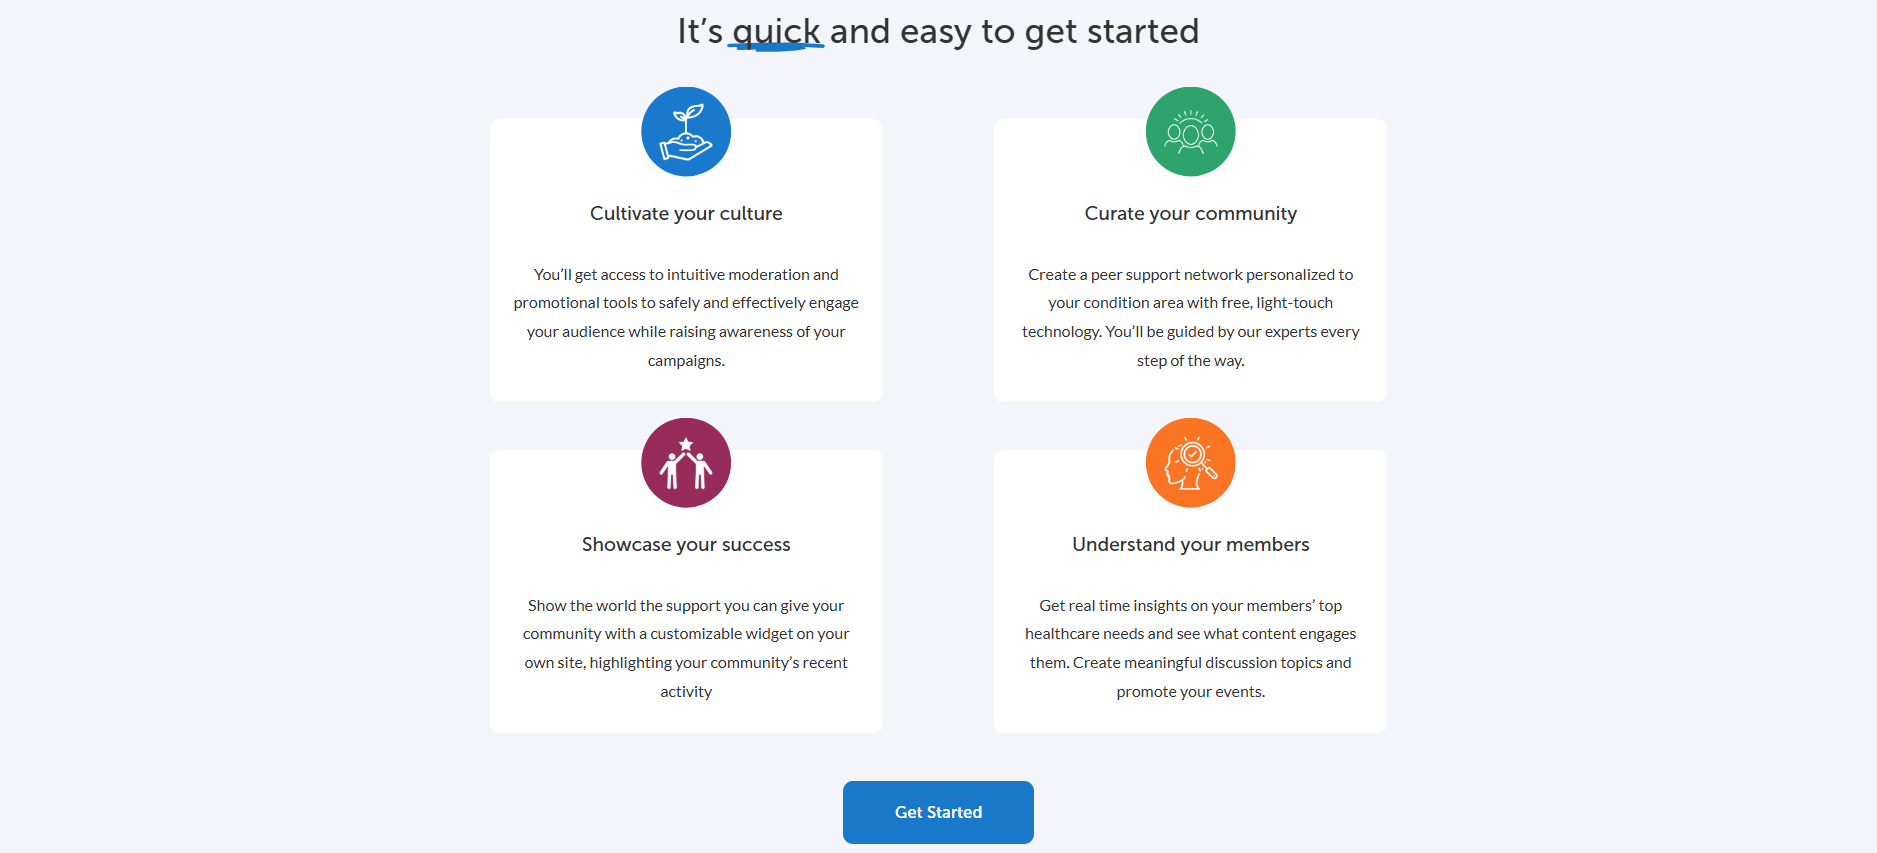 It’s quick and easy to get started
Cultivate your culture
You’ll get access to intuitive moderation and
promotional tools to safely and effectively engage
your audience while raising awareness of your
campaigns.
Curate your community
Create a peer support network personalized to
your condition area with free, light-touch
technology. You’ll be guided by our experts every
step of the way.
Showcase your success
Show the world the support you can give your
community with a customizable widget on your
own site, highlighting your community’s recent
activity
Understand your members
Get real time insights on your members’ top
healthcare needs and see what content engages
them. Create meaningful discussion topics and
promote your events.
Get Started